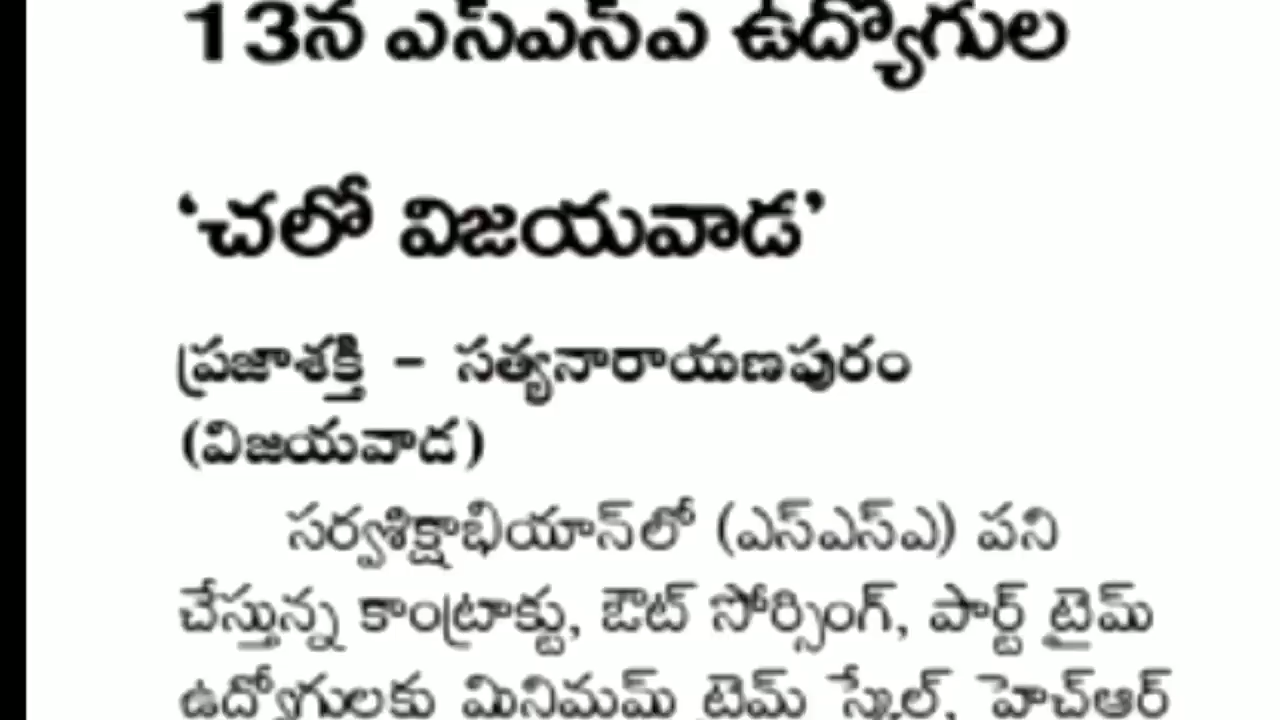 13న ఎస్ఎస్ఎ ఉద్యోగుల
‘చలో విజయవాడ’
ప్రజాశక్తి - సత్యనారాయణపురం
(విజయవాడ)
సర్వశిక్షాభియాన్‌లో (ఎస్ఎస్ఎ) పని
చేస్తున్న కాంట్రాక్టు, ఔట్ సోర్సింగ్, పార్ట్ టైమ్
ఉద్యోగులకు మినిమమ్ టైమ్ స్కేల్, హెచ్ఆర్